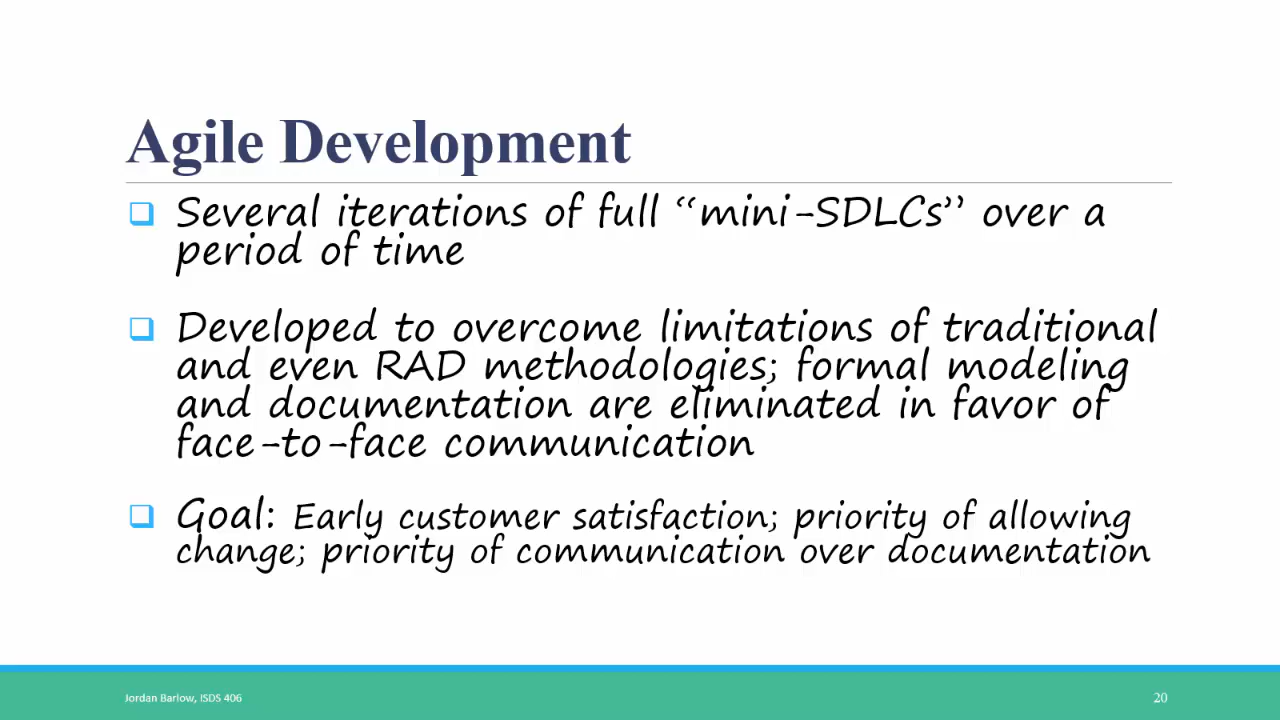 Agile Development
❑ Several iterations of full “mini-SDLCs” over a
period of time
❑ Developed to overcome limitations of traditional
and even RAD methodologies; formal modeling
and documentation are eliminated in favor of
face-to-face communication
❑ Goal: Early customer satisfaction; priority of allowing
change; priority of communication over documentation
Jordan Barlow, ISDS 406
20